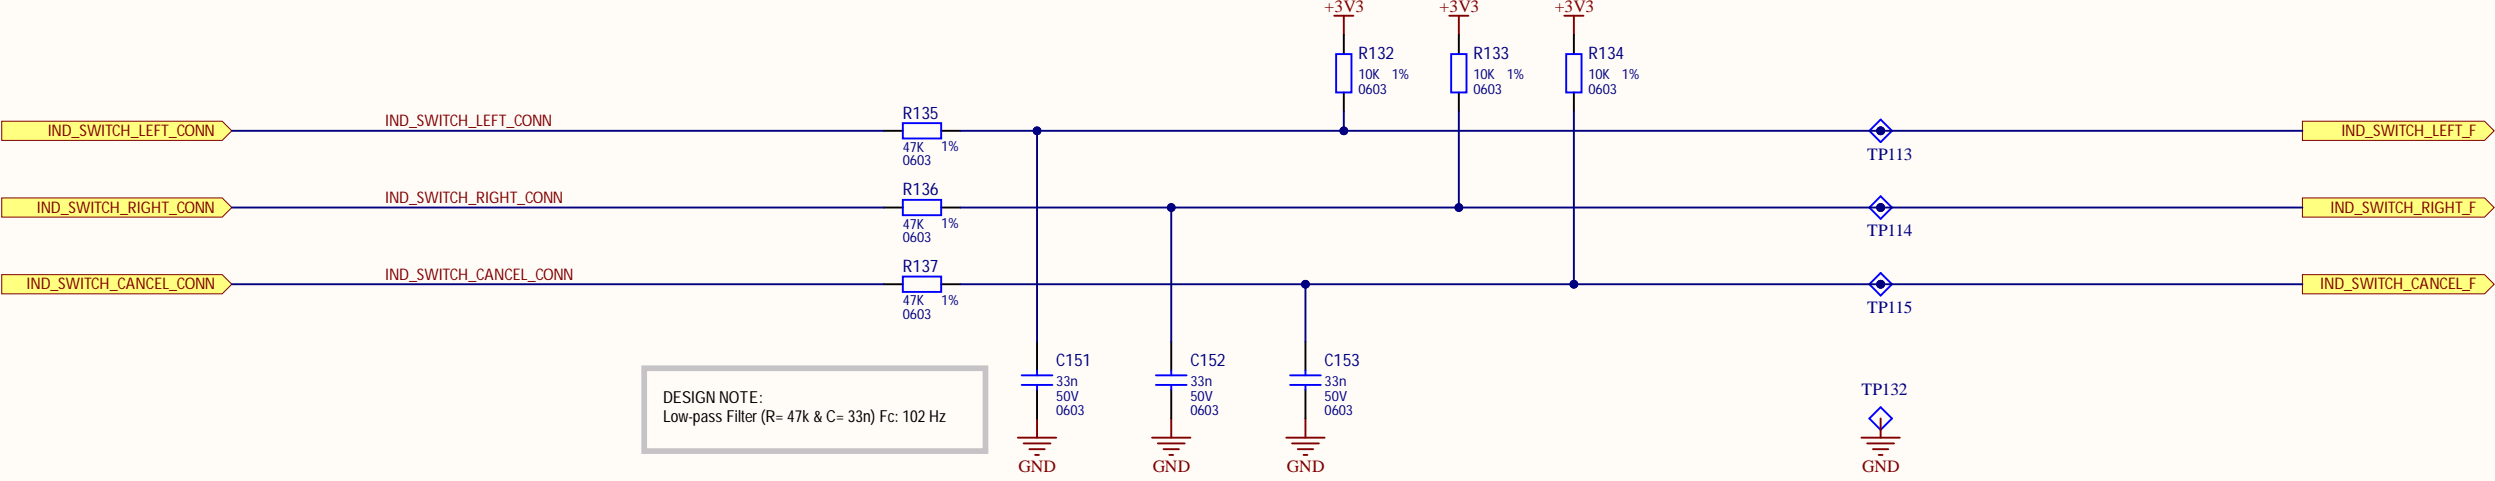 +3V3
+3V3
+3V3
R132
10K 1%
0603
R133
10K 1%
0603
R134
10K 1%
0603
IND_SWITCH_LEFT_CONN
IND_SWITCH_LEFT_CONN
R135
47K 1%
0603
TP113
IND_SWITCH_LEFT_F
IND_SWITCH_RIGHT_CONN
IND_SWITCH_RIGHT_CONN
R136
47K 1%
0603
TP114
IND_SWITCH_RIGHT_F
IND_SWITCH_CANCEL_CONN
IND_SWITCH_CANCEL_CONN
R137
47K 1%
0603
TP115
IND_SWITCH_CANCEL_F
DESIGN NOTE:
Low-pass Filter (R= 47k & C= 33n) Fc: 102 Hz
C151
33n
50V
0603
GND
C152
33n
50V
0603
GND
C153
33n
50V
0603
GND
TP132
GND